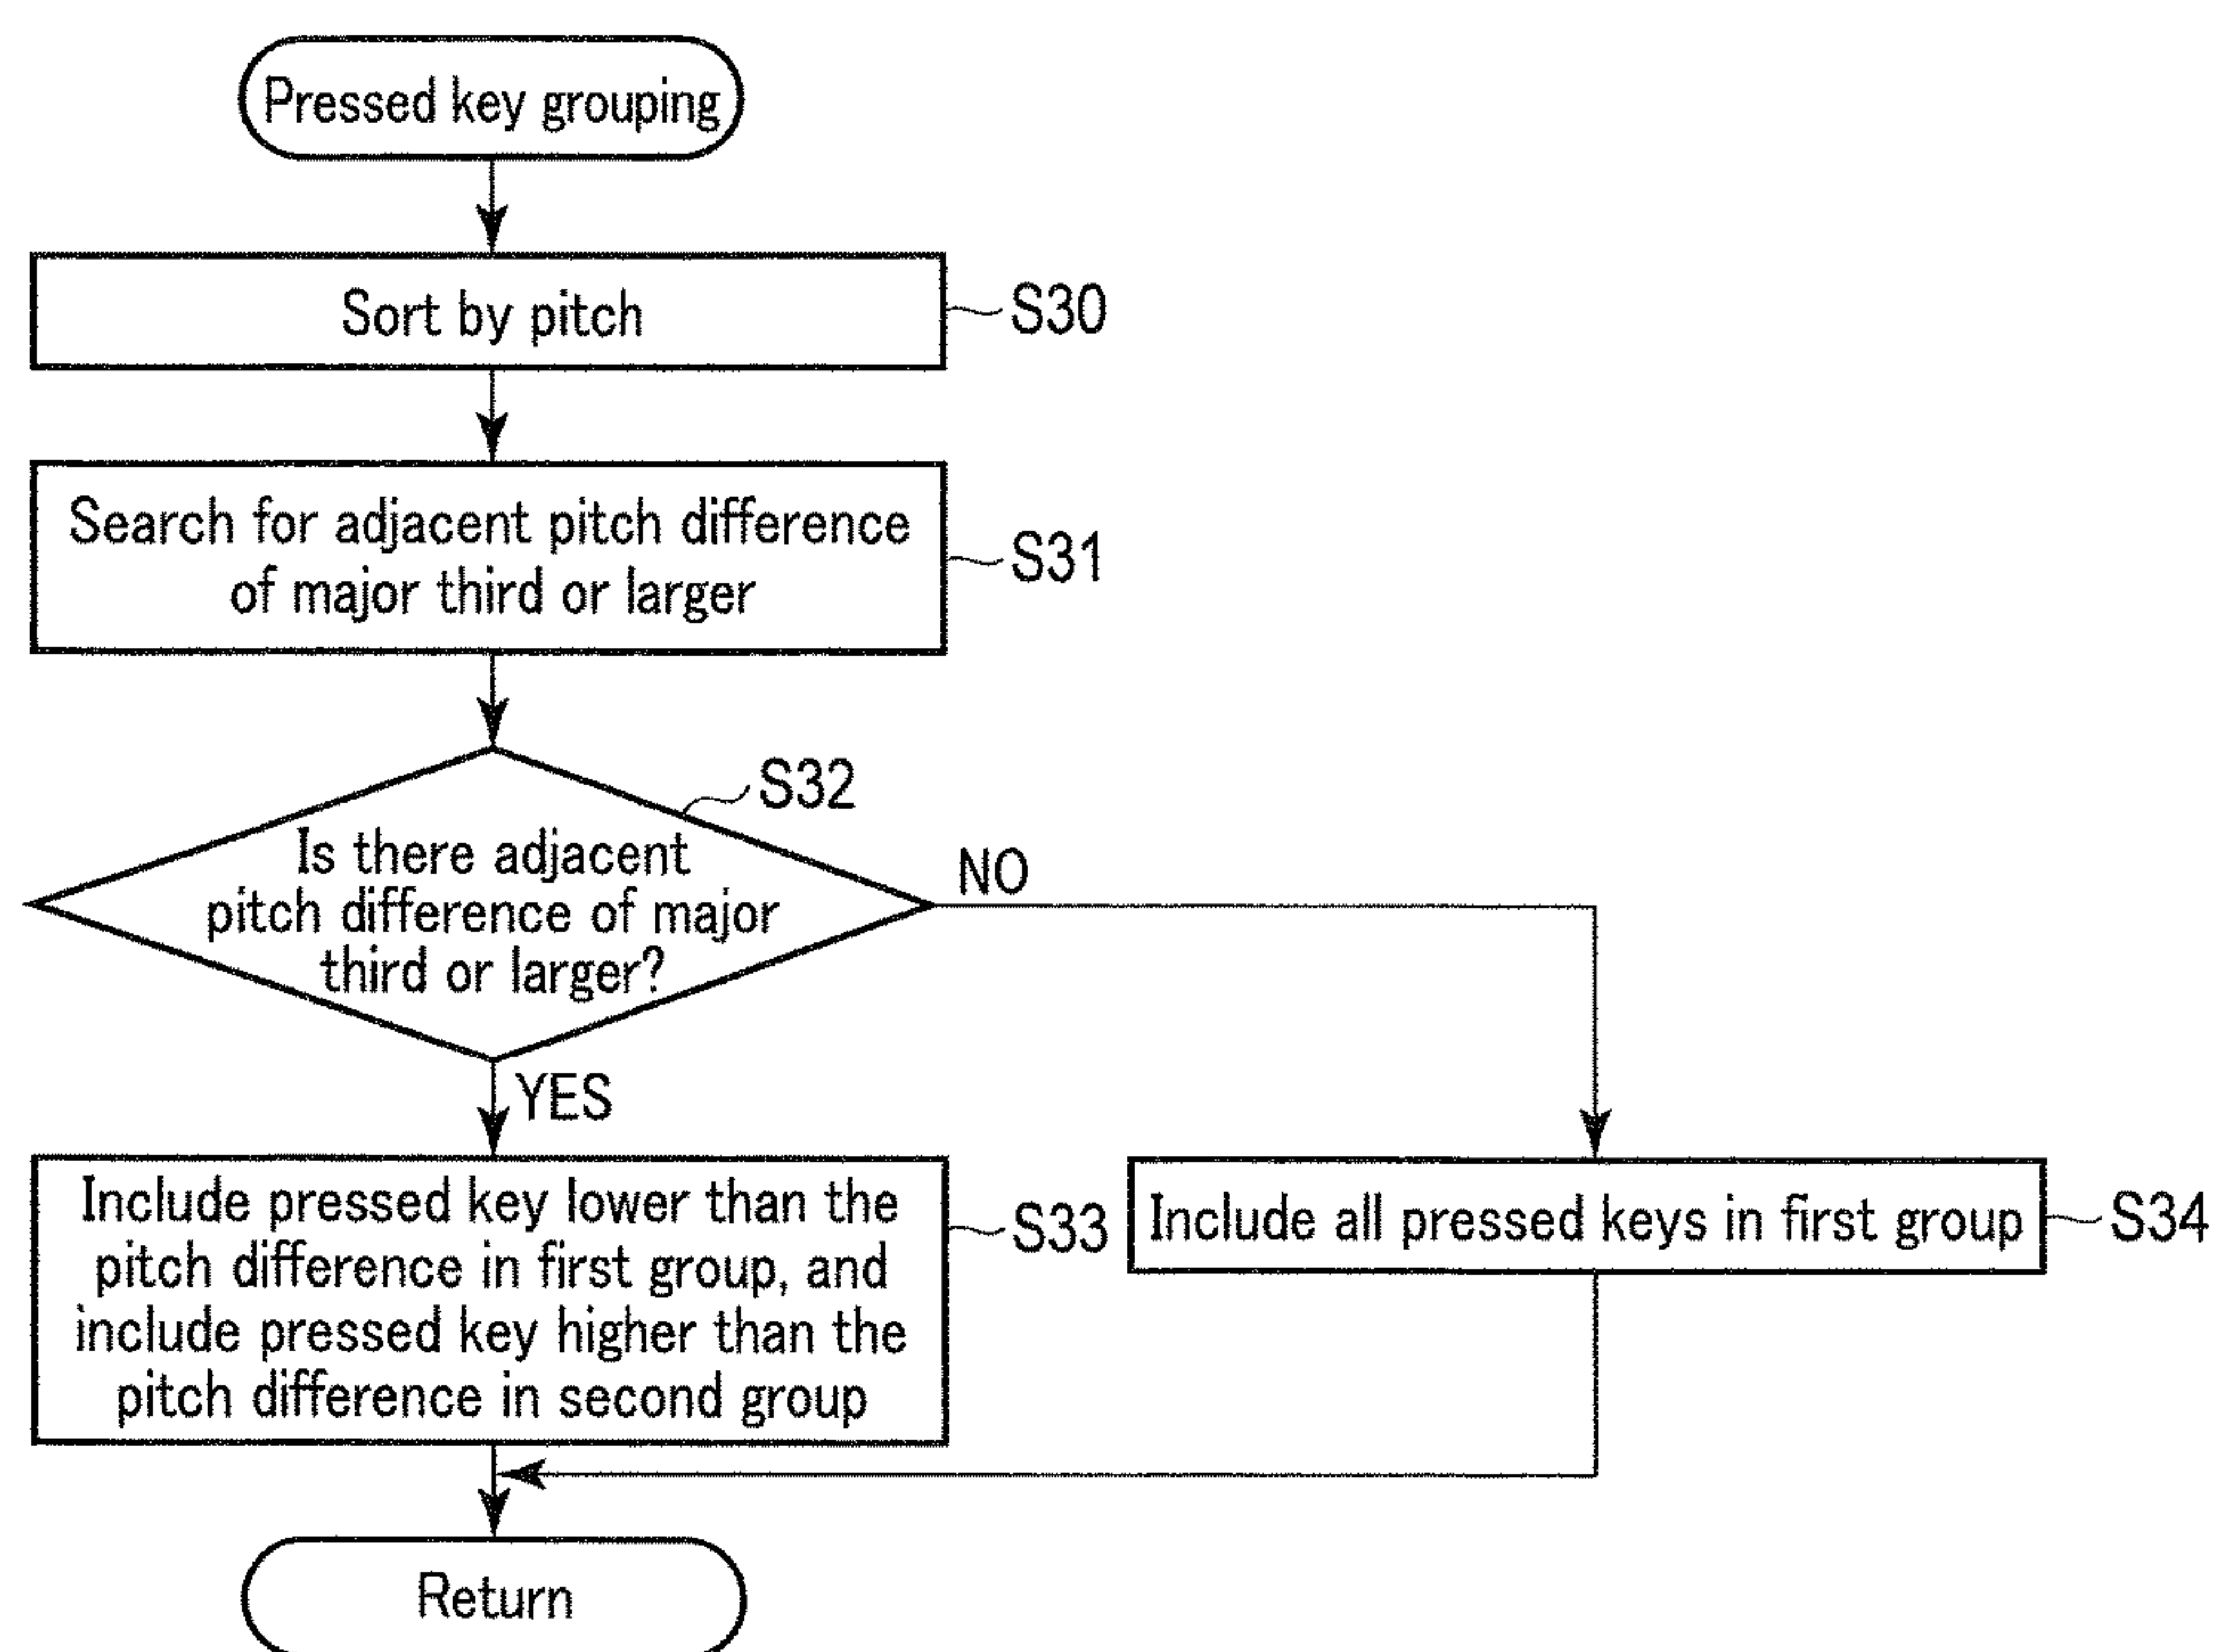 Pressed key grouping
Sort by pitch
S30
Search for adjacent pitch difference
of major third or larger
S31
S32
Is there adjacent
pitch difference of major
third or larger?
NO
YES
Include pressed key lower than the
pitch difference in first group, and
include pressed key higher than the
pitch difference in second group
S33
Include all pressed keys in first group
S34
Return